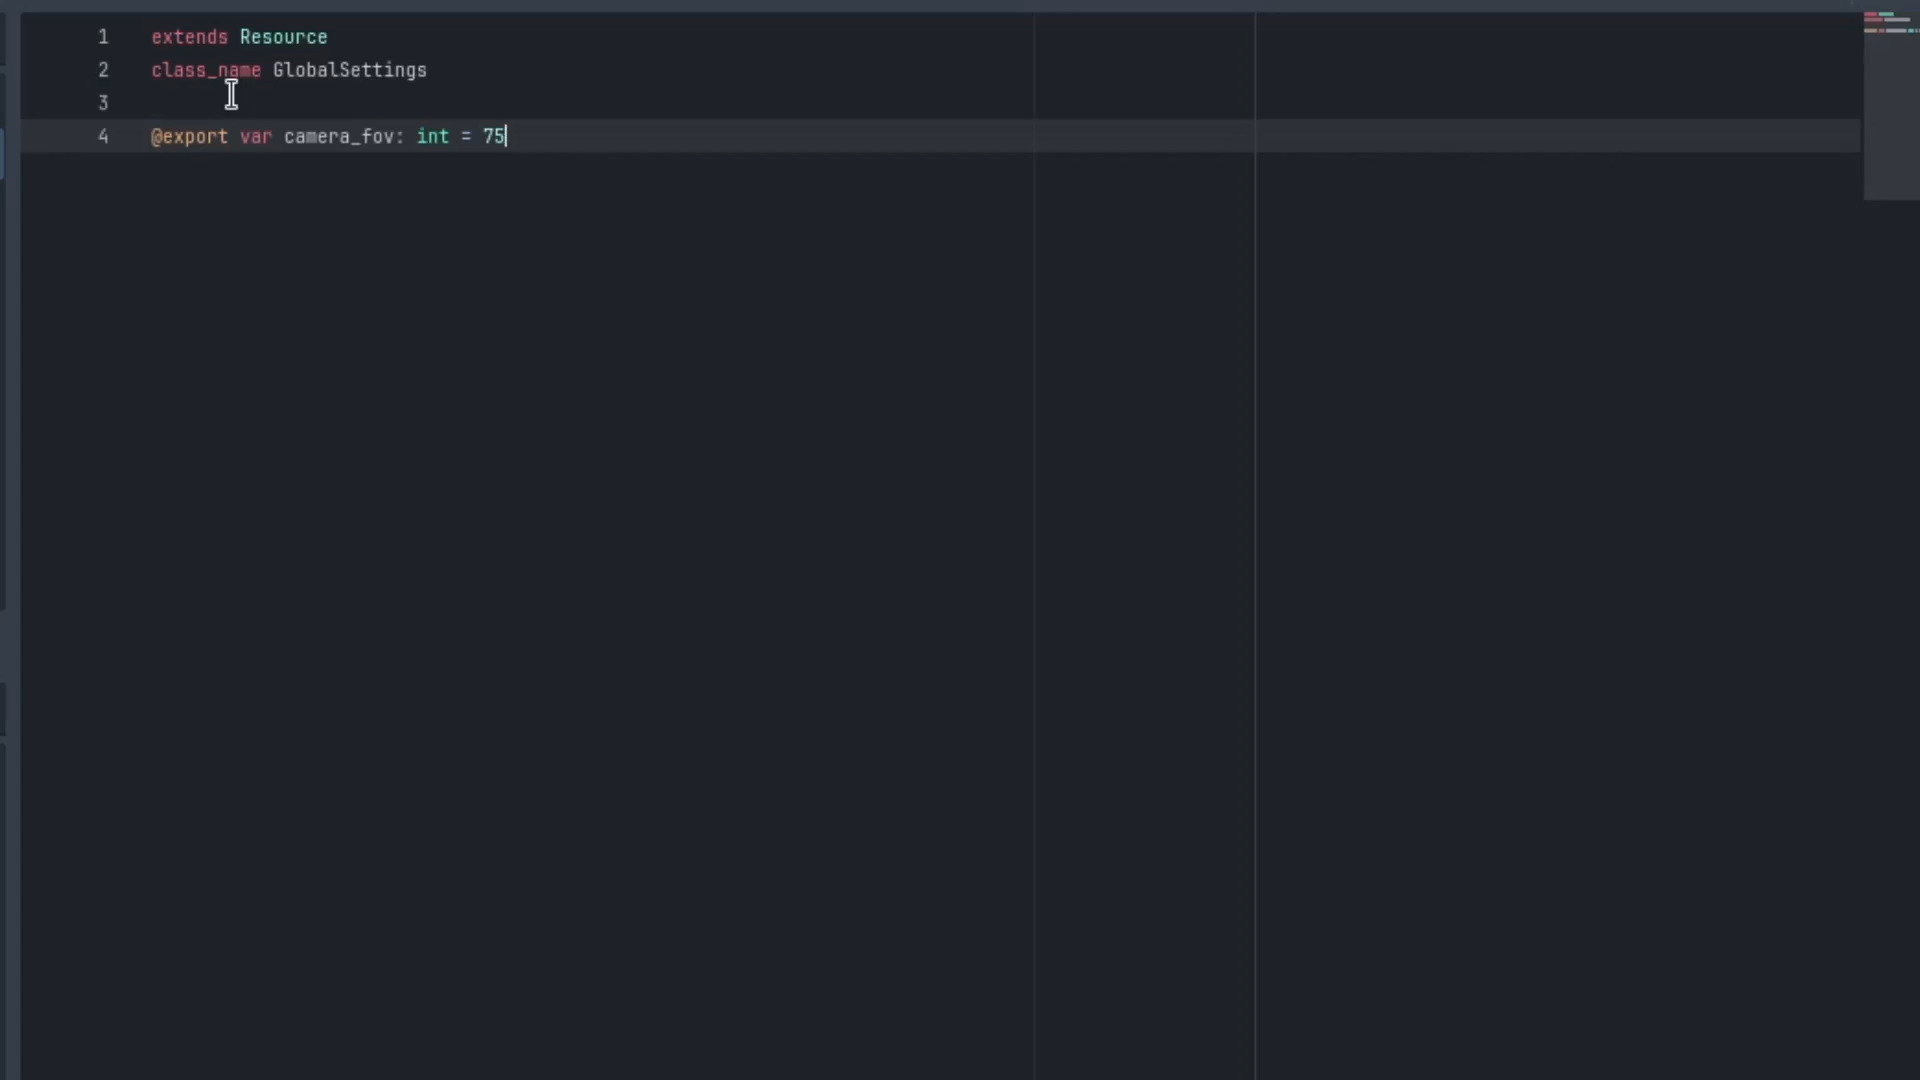 1 extends Resource
2 class_name GlobalSettings
3
4 @export var camera_fov: int = 75